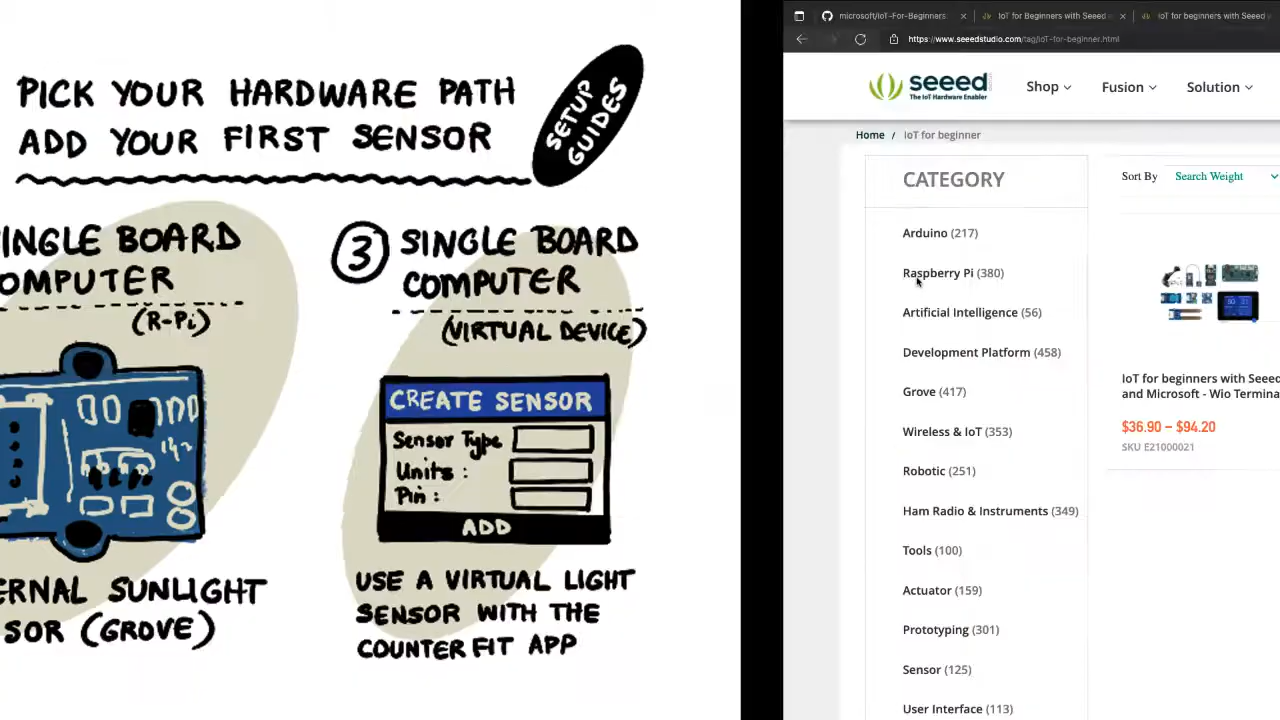 PICK YOUR HARDWARE PATH
ADD YOUR FIRST SENSOR
SETUP
GUIDES
INGLE BOARD
OMPUTER
(R-Pi)
ERNAL SUNLIGHT
SOR (GROVE)
3 SINGLE BOARD
COMPUTER
(VIRTUAL DEVICE)
CREATE SENSOR
Sensor Type
Units:
Pin:
ADD
USE A VIRTUAL LIGHT
SENSOR WITH THE
COUNTERFIT APP
microsoft/IoT-For-Beginners
IoT for Beginners with Seeed
IoT for beginners with Seeed
https://www.seeedstudio.com/tag/IoT-for-beginner.html
seeed
The IoT Hardware Enabler
Shop
Fusion
Solution
Home / IoT for beginner
CATEGORY
Arduino (217)
Raspberry Pi (380)
Artificial Intelligence (56)
Development Platform (458)
Grove (417)
Wireless & IoT (353)
Robotic (251)
Ham Radio & Instruments (349)
Tools (100)
Actuator (159)
Prototyping (301)
Sensor (125)
User Interface (113)
Sort By Search Weight
IoT for beginners with Seeed
and Microsoft - Wio Termina
$36.90 – $94.20
SKU E21000021